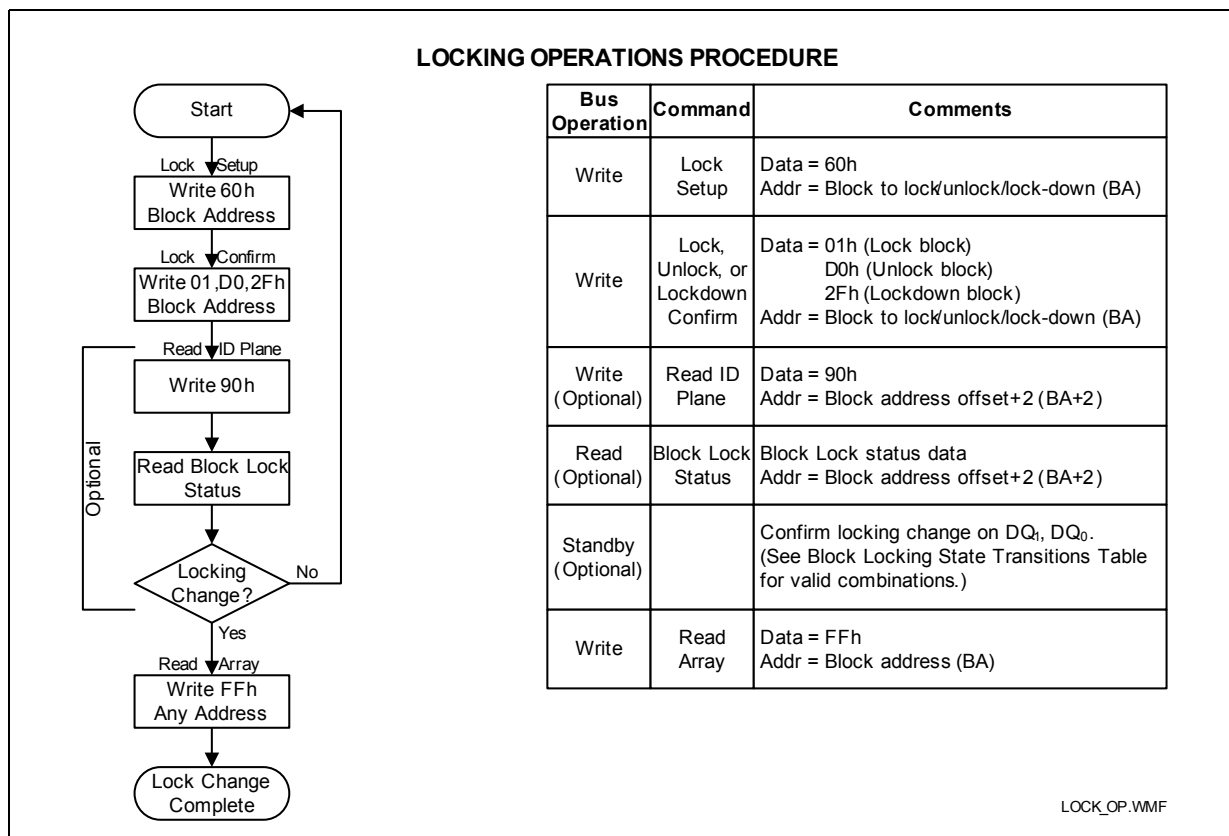 LOCKING OPERATIONS PROCEDURE
Start
Lock Setup
Write 60h
Block Address
Lock Confirm
Write 01,D0,2Fh
Block Address
Read ID Plane
Write 90h
Optional
Read Block Lock
Status
Locking
Change?
No
Yes
Read Array
Write FFh
Any Address
Lock Change
Complete
Bus
Operation
Command
Comments
Write
Lock
Setup
Data = 60h
Addr = Block to lock/unlock/lock-down (BA)
Write
Lock,
Unlock, or
Lockdown
Confirm
Data = 01h (Lock block)
D0h (Unlock block)
2Fh (Lockdown block)
Addr = Block to lock/unlock/lock-down (BA)
Write
(Optional)
Read ID
Plane
Data = 90h
Addr = Block address offset+2 (BA+2)
Read
(Optional)
Block Lock
Status
Block Lock status data
Addr = Block address offset+2 (BA+2)
Standby
(Optional)
Confirm locking change on DQ₁, DQ₀.
(See Block Locking State Transitions Table
for valid combinations.)
Write
Read
Array
Data = FFh
Addr = Block address (BA)
LOCK_OP.WMF